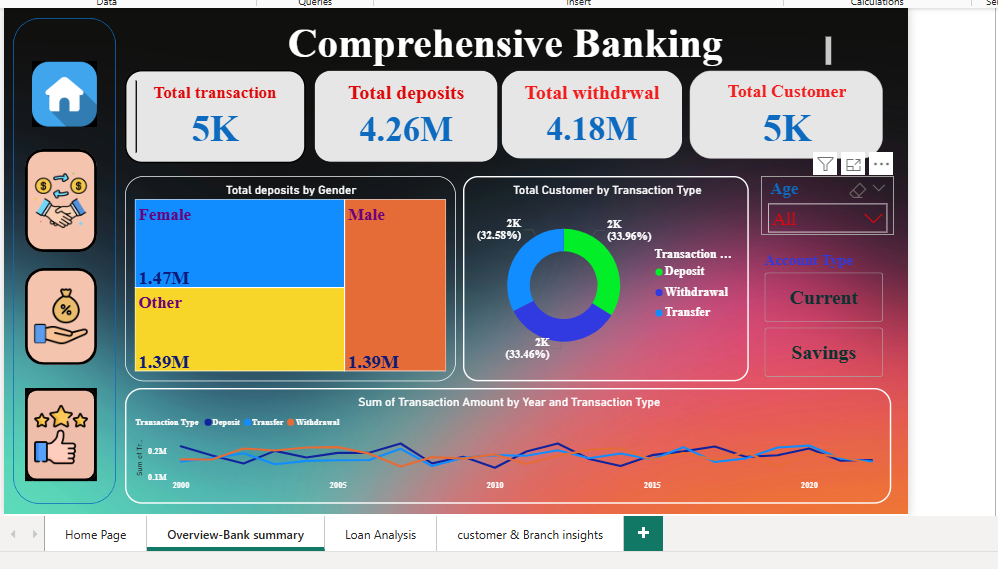 Data Queries Insert Calculations
Comprehensive Banking
Total transaction
5K
Total deposits
4.26M
Total withdrwal
4.18M
Total Customer
5K
Total deposits by Gender
Female
1.47M
Other
1.39M
Male
1.39M
Total Customer by Transaction Type
2K
(32.58%)
2K
(33.96%)
2K
(33.46%)
Transaction ...
Deposit
Withdrawal
Transfer
Age
All
Account Type
Current
Savings
Sum of Transaction Amount by Year and Transaction Type
Transaction Type Deposit Transfer Withdrawal
Sum of Tr...
0.2M
0.1M
2000 2005 2010 2015 2020
Home Page Overview-Bank summary Loan Analysis customer & Branch insights +